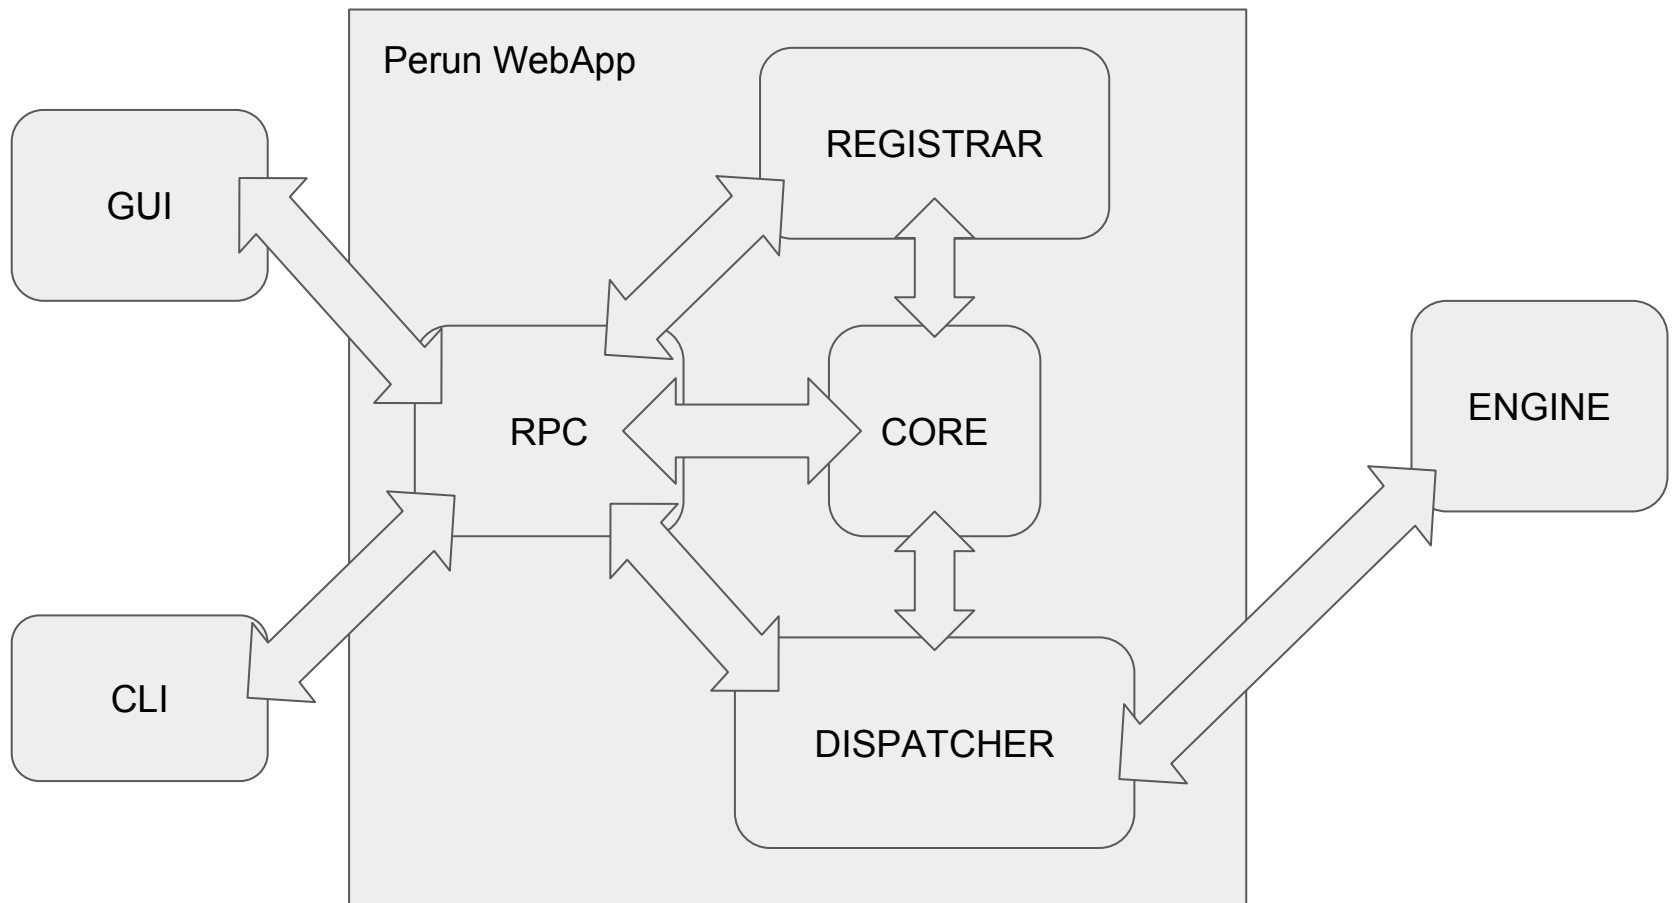 Perun WebApp
REGISTRAR
GUI
RPC
CORE
ENGINE
CLI
DISPATCHER